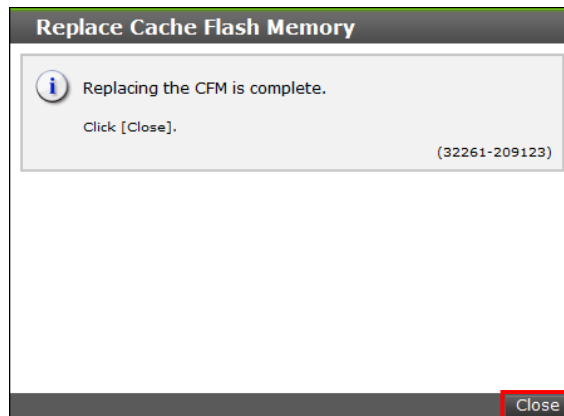 Replace Cache Flash Memory
Replacing the CFM is complete.
Click [Close].
(32261-209123)
Close